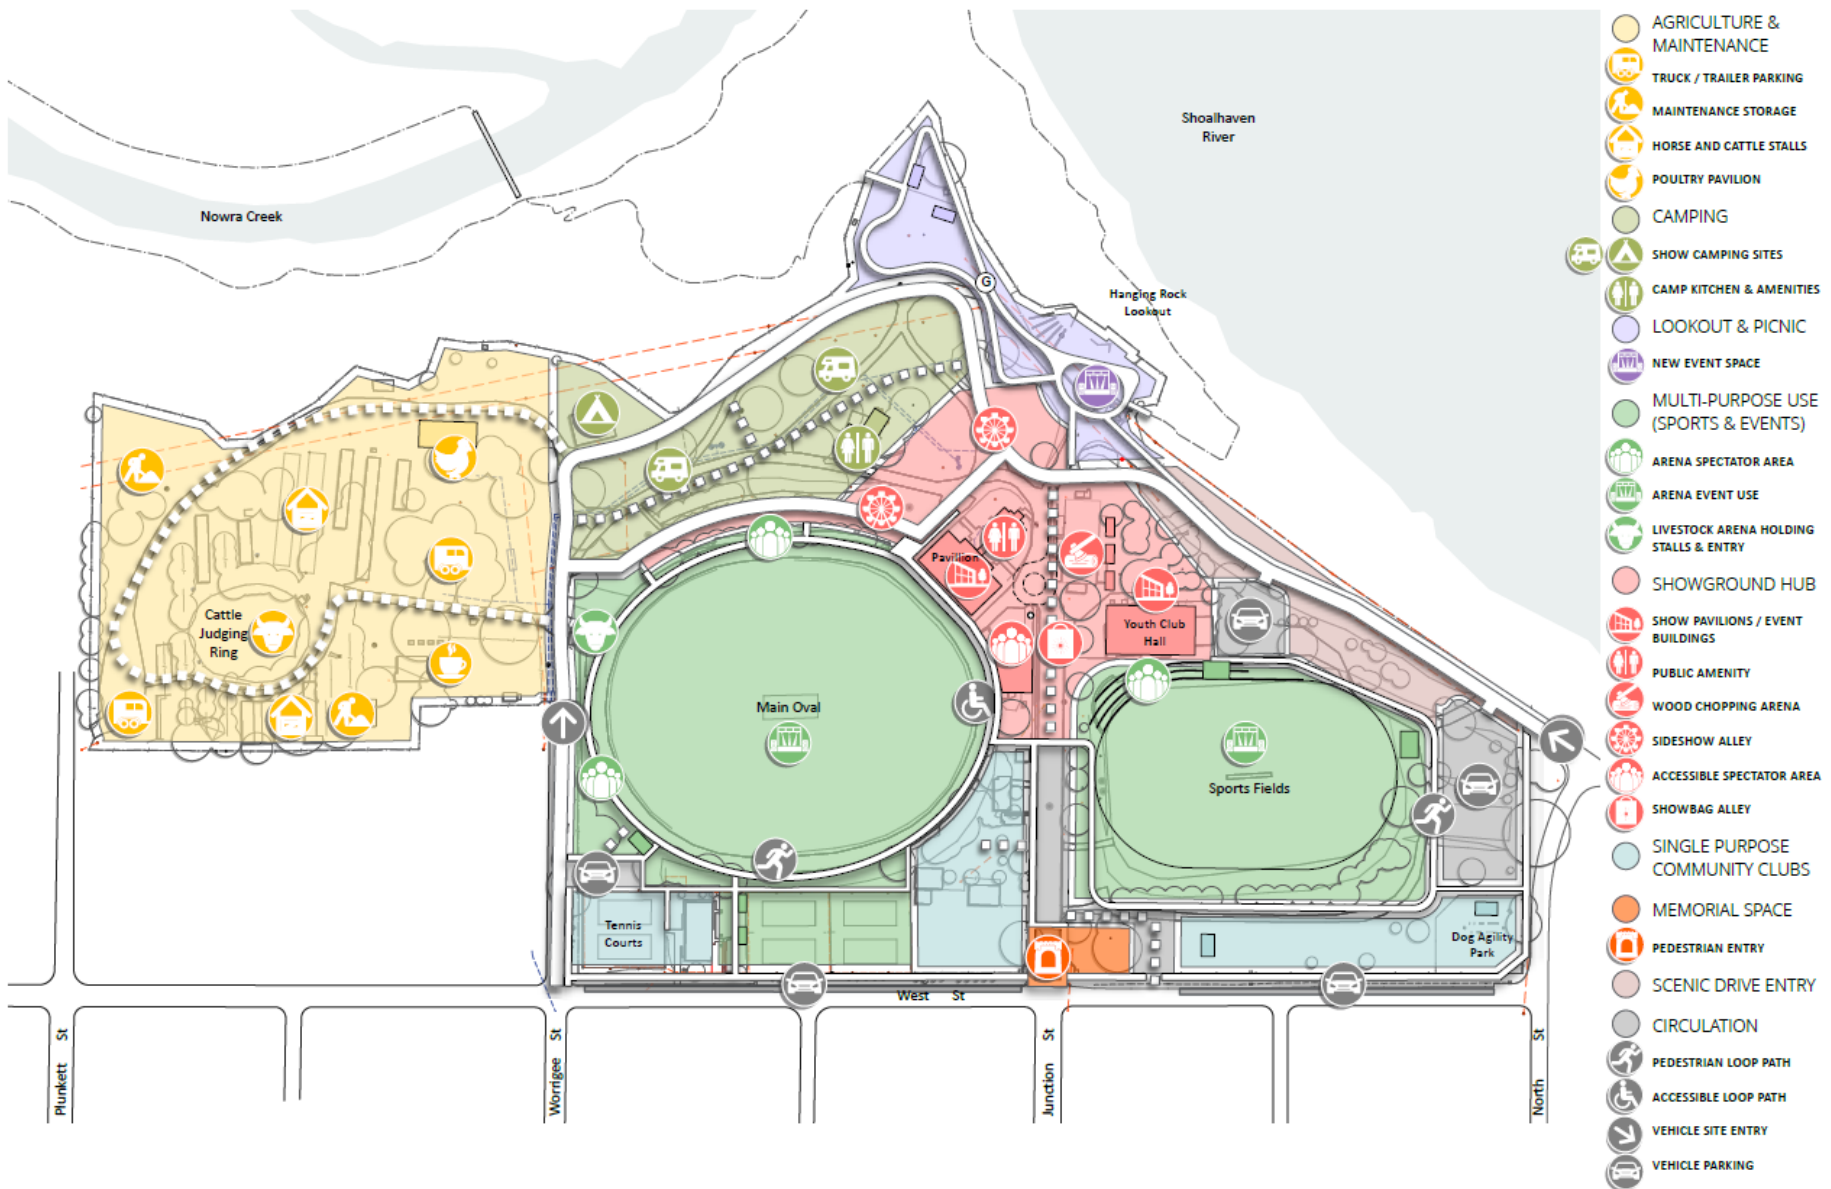 Shoalhaven
River
Nowra Creek
G
Hanging Rock
Lookout
Pavillion
Cattle
Judging
Ring
Youth Club
Hall
Main Oval
Sports Fields
Tennis
Courts
Dog Agility
Park
West St
Plunkett St
Worrigee St
Junction St
North St
AGRICULTURE &
MAINTENANCE
TRUCK / TRAILER PARKING
MAINTENANCE STORAGE
HORSE AND CATTLE STALLS
POULTRY PAVILION
CAMPING
SHOW CAMPING SITES
CAMP KITCHEN & AMENITIES
LOOKOUT & PICNIC
NEW EVENT SPACE
MULTI-PURPOSE USE
(SPORTS & EVENTS)
ARENA SPECTATOR AREA
ARENA EVENT USE
LIVESTOCK ARENA HOLDING
STALLS & ENTRY
SHOWGROUND HUB
SHOW PAVILIONS / EVENT
BUILDINGS
PUBLIC AMENITY
WOOD CHOPPING ARENA
SIDESHOW ALLEY
ACCESSIBLE SPECTATOR AREA
SHOWBAG ALLEY
SINGLE PURPOSE
COMMUNITY CLUBS
MEMORIAL SPACE
PEDESTRIAN ENTRY
SCENIC DRIVE ENTRY
CIRCULATION
PEDESTRIAN LOOP PATH
ACCESSIBLE LOOP PATH
VEHICLE SITE ENTRY
VEHICLE PARKING